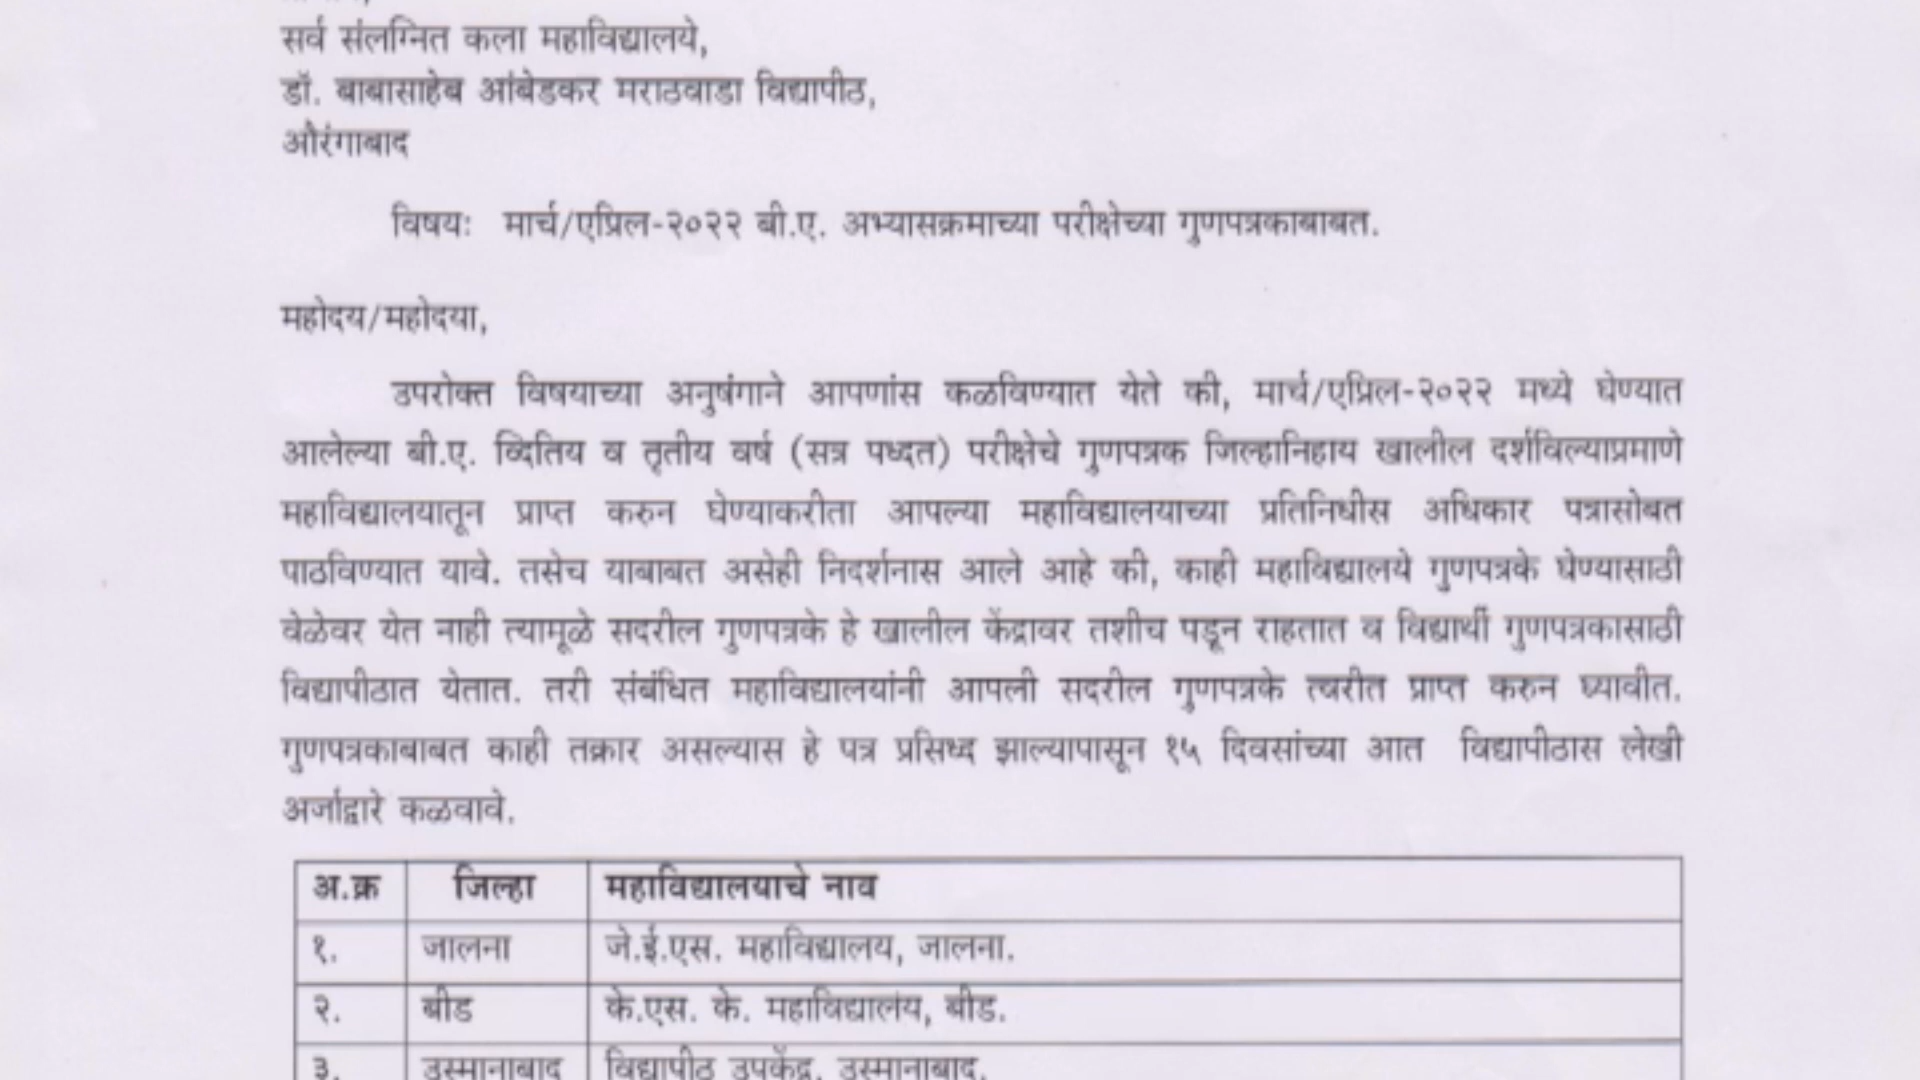 सर्व संलग्नित कला महाविद्यालये,
डॉ. बाबासाहेब आंबेडकर मराठवाडा विद्यापीठ,
औरंगाबाद
विषयः मार्च/एप्रिल-२०२२ बी.ए. अभ्यासक्रमाच्या परीक्षेच्या गुणपत्रकाबाबत.
महोदय/महोदया,
उपरोक्त विषयाच्या अनुषंगाने आपणांस कळविण्यात येते की, मार्च/एप्रिल-२०२२ मध्ये घेण्यात
आलेल्या बी.ए. व्दितिय व तृतीय वर्ष (सत्र पध्दत) परीक्षेचे गुणपत्रक जिल्हानिहाय खालील दर्शविल्याप्रमाणे
महाविद्यालयातून प्राप्त करुन घेण्याकरीता आपल्या महाविद्यालयाच्या प्रतिनिधीस अधिकार पत्रासोबत
पाठविण्यात यावे. तसेच याबाबत असेही निदर्शनास आले आहे की, काही महाविद्यालये गुणपत्रके घेण्यासाठी
वेळेवर येत नाही त्यामूळे सदरील गुणपत्रके हे खालील केंद्रावर तशीच पडून राहतात व विद्यार्थी गुणपत्रकासाठी
विद्यापीठात येतात. तरी संबंधित महाविद्यालयांनी आपली सदरील गुणपत्रके त्वरीत प्राप्त करुन घ्यावीत.
गुणपत्रकाबाबत काही तक्रार असल्यास हे पत्र प्रसिध्द झाल्यापासून १५ दिवसांच्या आत विद्यापीठास लेखी
अर्जाद्वारे कळवावे.
अ.क्र जिल्हा महाविद्यालयाचे नाव
१. जालना जे.ई.एस. महाविद्यालय, जालना.
२. बीड के.एस. के. महाविद्यालंय, बीड.
३. उस्मानाबाद विद्यापीठ उपकेंद्र, उस्मानाबाद.